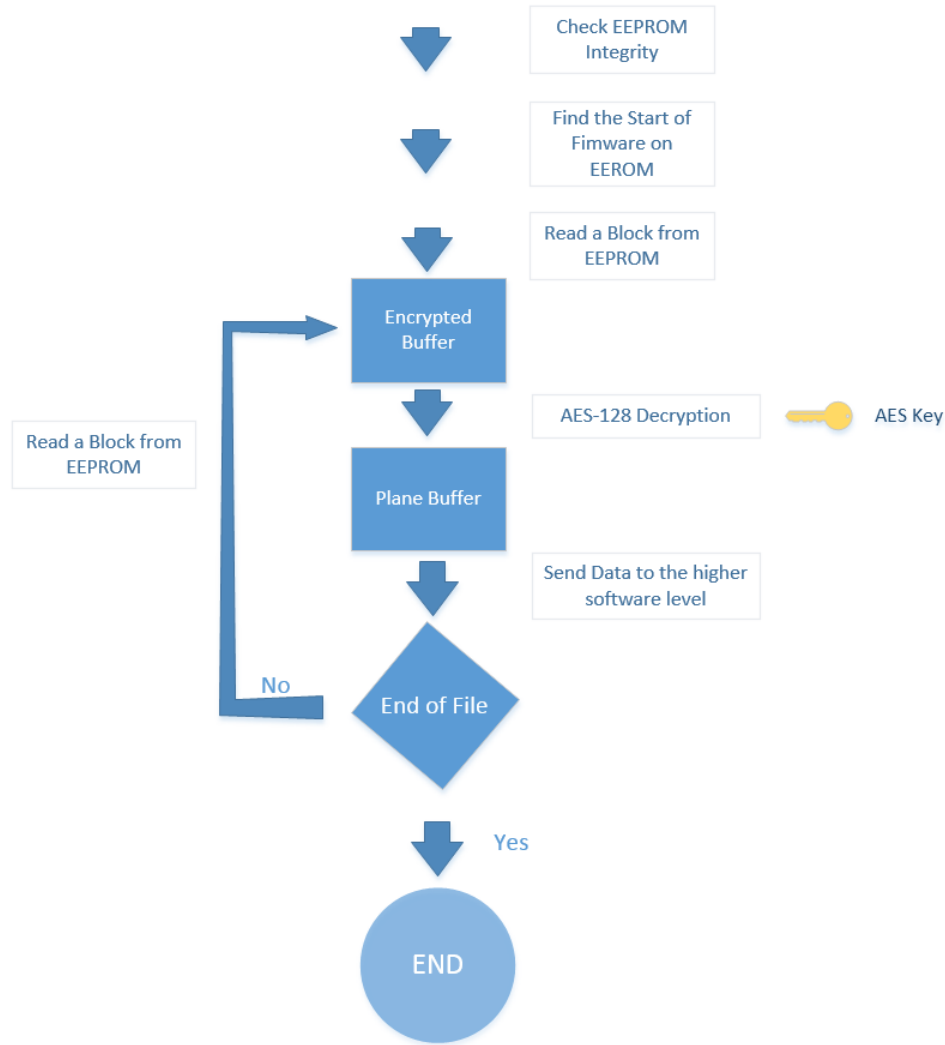 Check EEPROM
Integrity
Find the Start of
Fimware on
EEROM
Read a Block from
EEPROM
Encrypted
Buffer
AES-128 Decryption
AES Key
Read a Block from
EEPROM
Plane Buffer
Send Data to the higher
software level
No
End of File
Yes
END